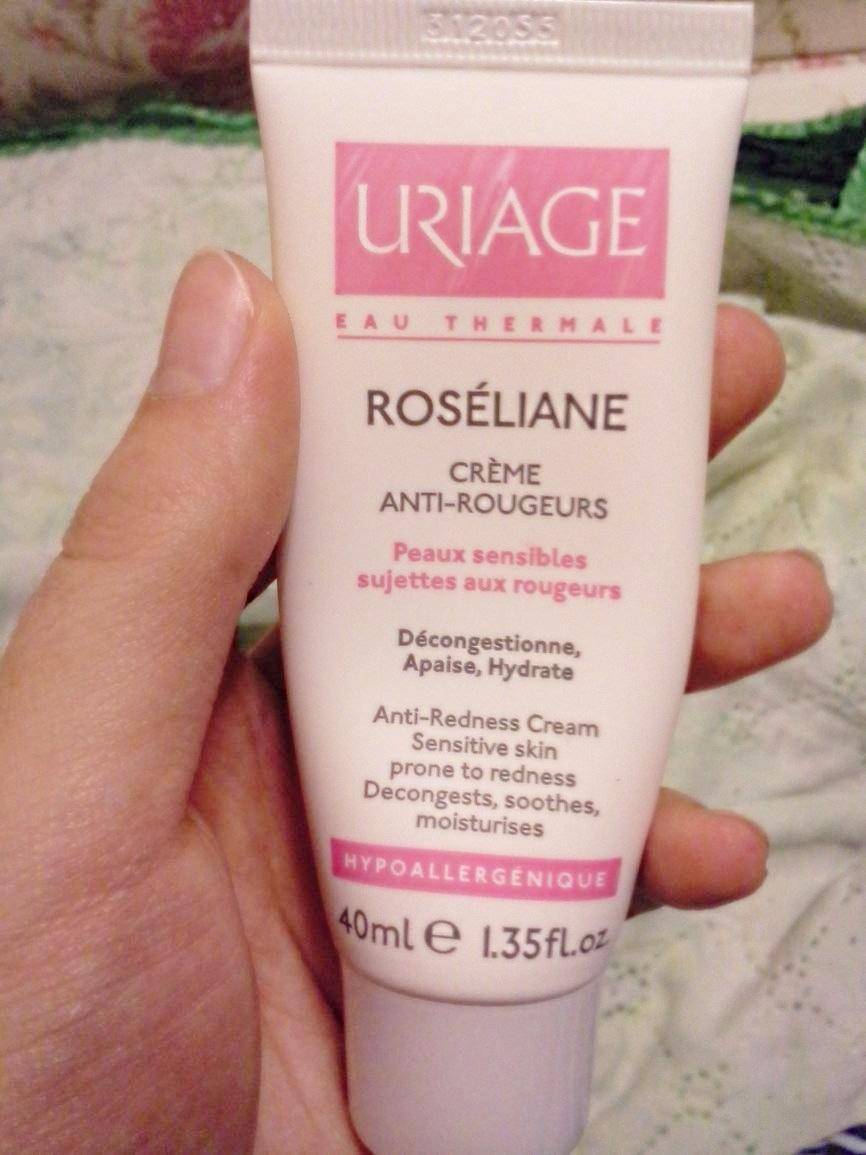 312055
URIAGE
EAU THERMALE
ROSÉLIANE
CRÈME
ANTI-ROUGEURS
Peaux sensibles
sujettes aux rougeurs
Décongestionne,
Apaise, Hydrate
Anti-Redness Cream
Sensitive skin
prone to redness
Decongests, soothes,
moisturises
HYPOALLERGÉNIQUE
40ml e 1.35fl.oz.